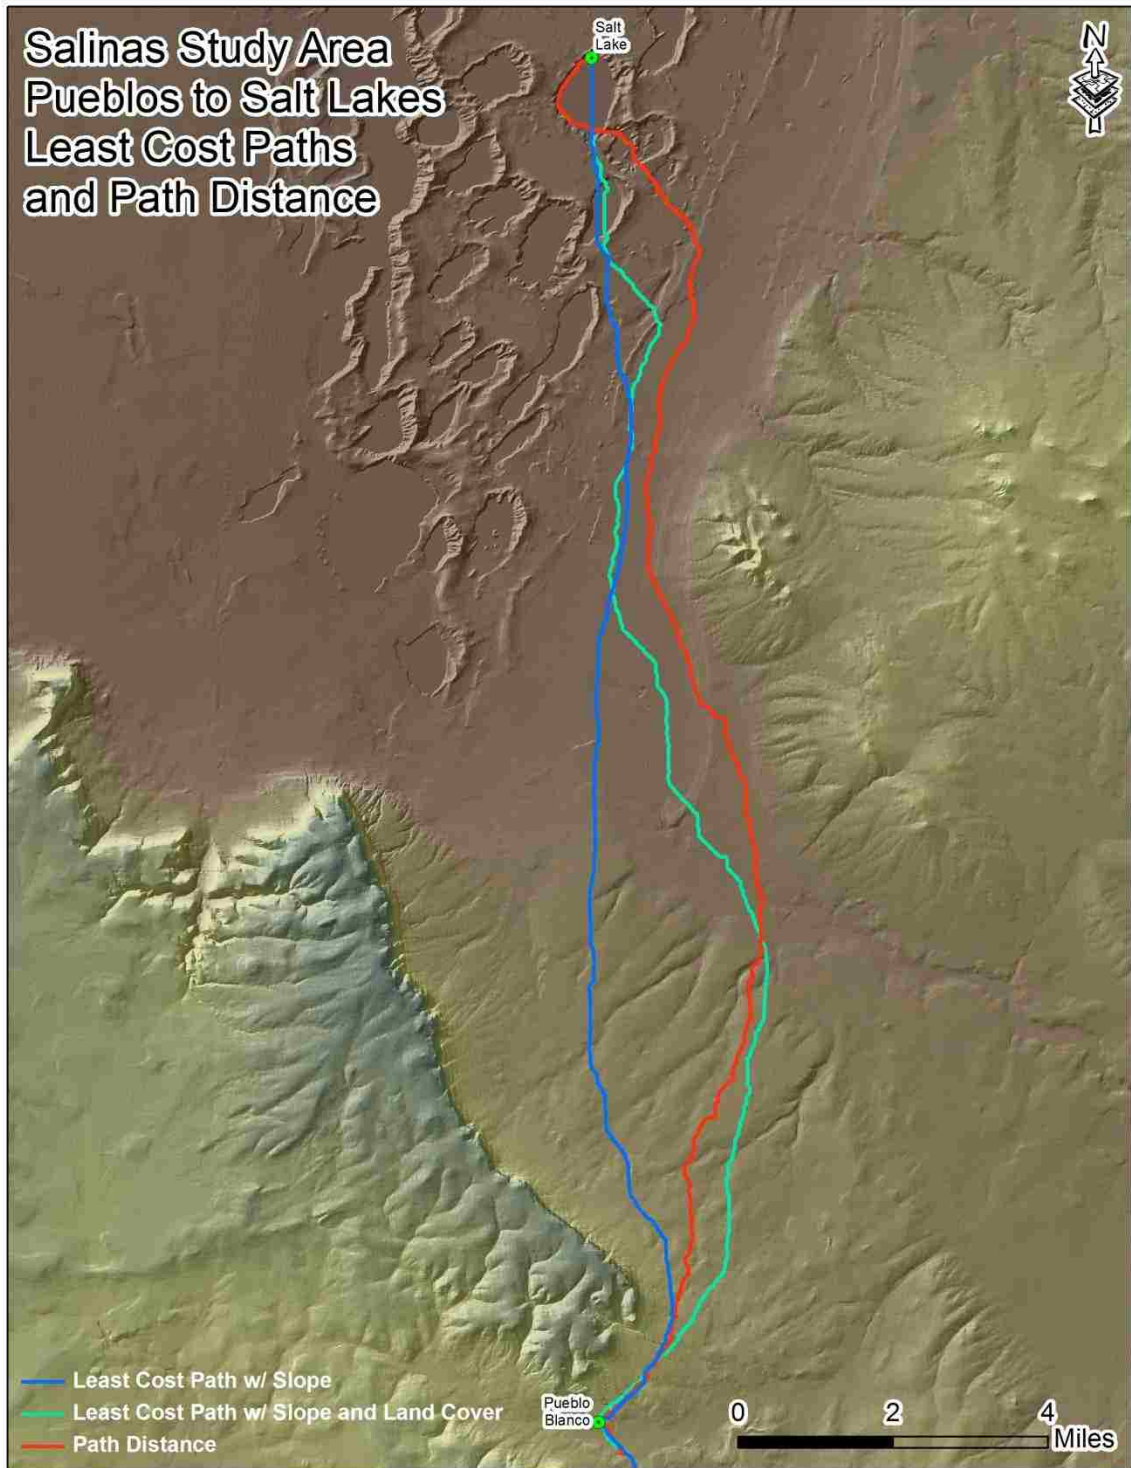 Salinas Study Area
Pueblos to Salt Lakes
Least Cost Paths
and Path Distance
Salt
Lake
N
Pueblo
Blanco
Least Cost Path w/ Slope
Least Cost Path w/ Slope and Land Cover
Path Distance
0 2 4
Miles